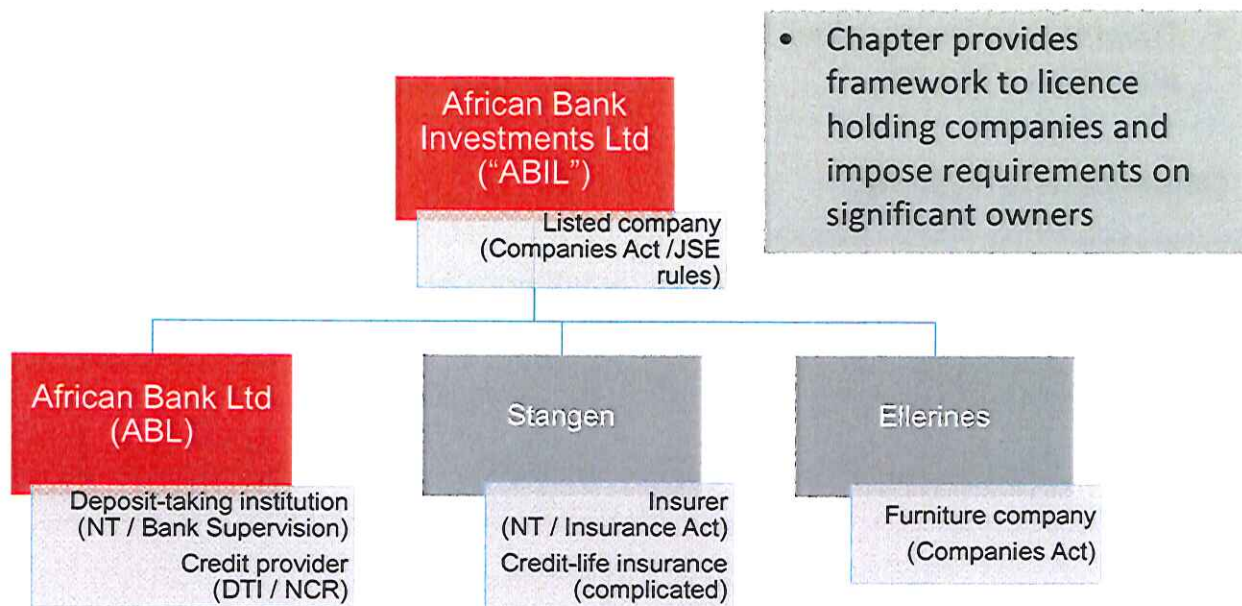 African Bank
Investments Ltd
("ABIL")
Listed company
(Companies Act /JSE
rules)
• Chapter provides
framework to licence
holding companies and
impose requirements on
significant owners
African Bank Ltd
(ABL)
Deposit-taking institution
(NT / Bank Supervision)
Credit provider
(DTI / NCR)
Stangen
Insurer
(NT / Insurance Act)
Credit-life insurance
(complicated)
Ellerines
Furniture company
(Companies Act)